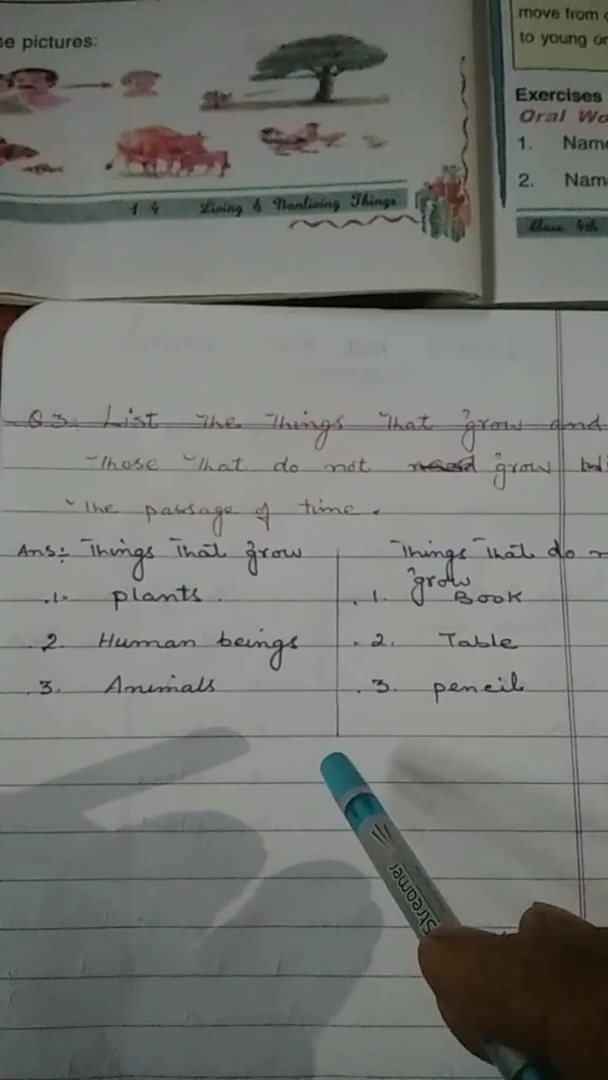 se pictures:
14 Living & Nonliving Things
move from
to young or
Exercises
Oral Wo
1. Name
2. Nam
Class 4th
Q3. List The Things That grow and
Those That do not grow
The passage of time.
Ans: Things That grow
1. plants.
2. Human beings
3. Animals
Things That do n
grow
1. Book
2. Table
3. pencil
Streamer